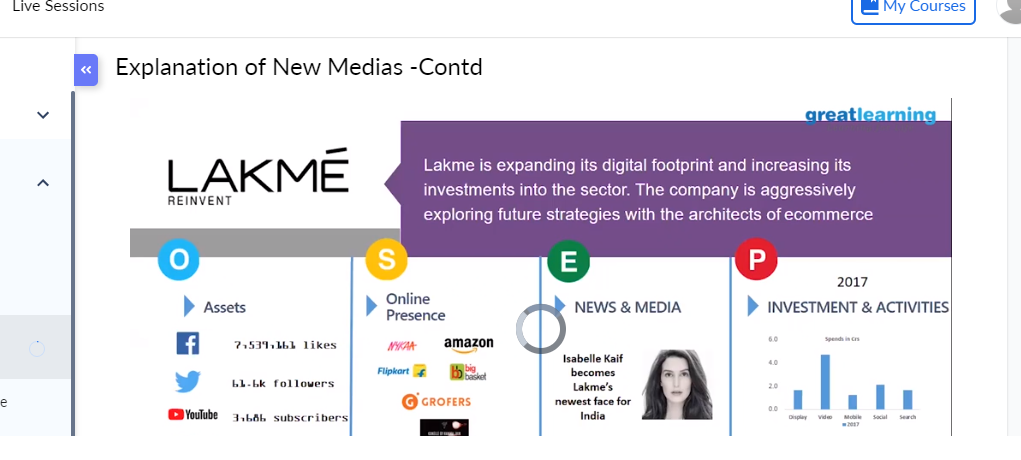 Live Sessions
My Courses
«
Explanation of New Medias -Contd
greatlearning
LAKMÉ
REINVENT
Lakme is expanding its digital footprint and increasing its
investments into the sector. The company is aggressively
exploring future strategies with the architects of ecommerce
O
Assets
7,539,161 likes
61.6k followers
YouTube
3,686 subscribers
S
Online
Presence
NYKAA
amazon
Flipkart
big
basket
GROFERS
E
NEWS & MEDIA
Isabelle Kaif
becomes
Lakme's
newest face for
India
P
2017
INVESTMENT & ACTIVITIES
Spends in Crs
6.0
4.0
2.0
0.0
Display Video Mobile Social Search
2017
e